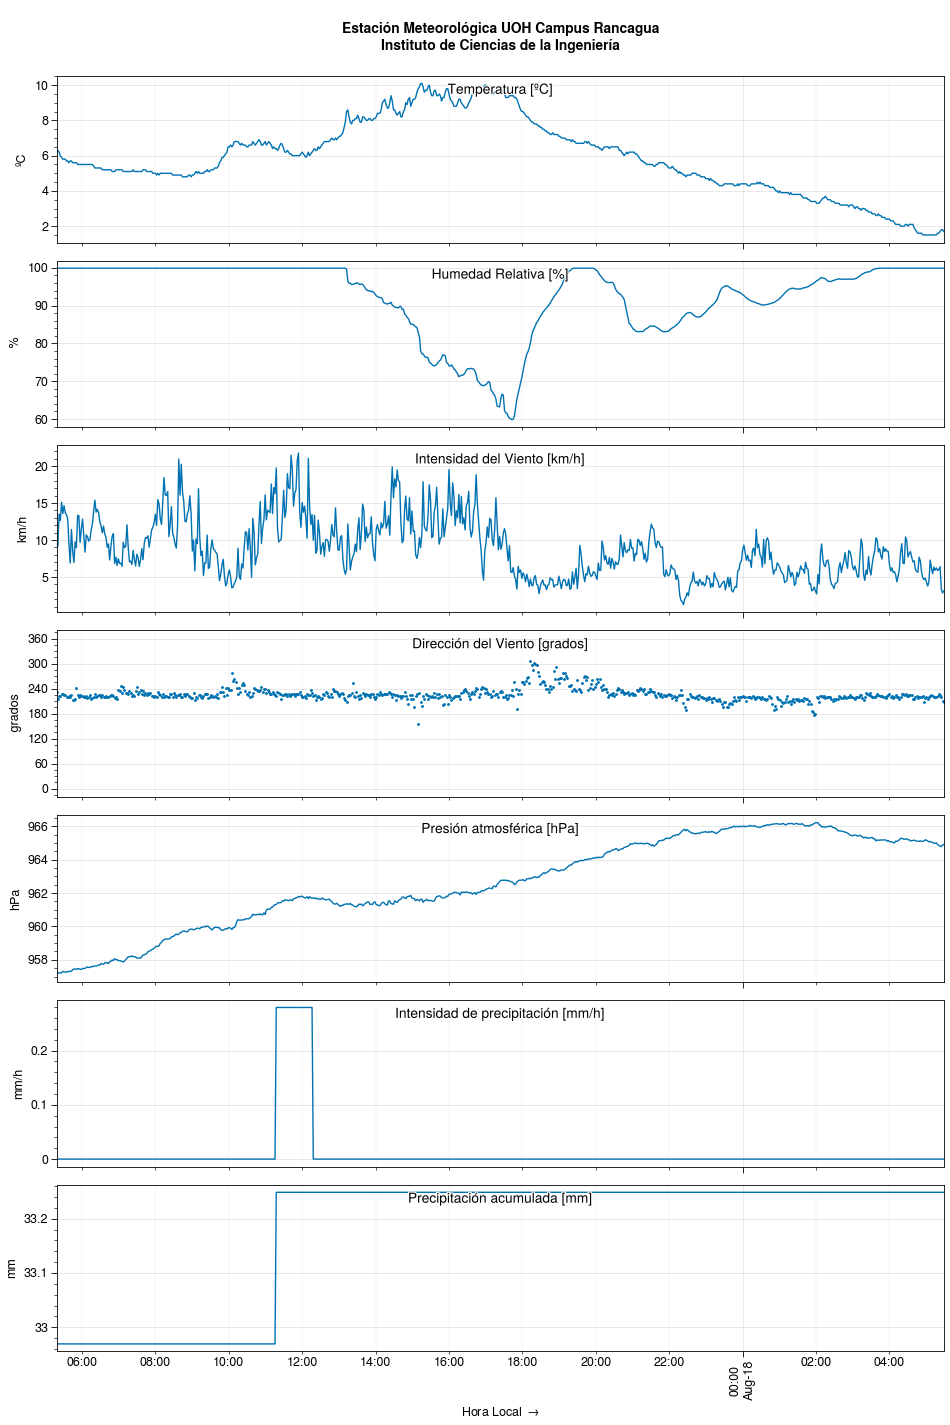 Estación Meteorológica UOH Campus Rancagua
Instituto de Ciencias de la Ingeniería
Temperatura [ºC]
10
8
6
4
2
ºC
Humedad Relativa [%]
100
90
80
70
60
%
Intensidad del Viento [km/h]
20
15
10
5
km/h
Dirección del Viento [grados]
360
300
240
180
120
60
0
grados
Presión atmosférica [hPa]
966
964
962
960
958
hPa
Intensidad de precipitación [mm/h]
0.2
0.1
0
mm/h
Precipitación acumulada [mm]
33.2
33.1
33
mm
06:00 08:00 10:00 12:00 14:00 16:00 18:00 20:00 22:00 00:00 02:00 04:00
Aug-18
Hora Local →